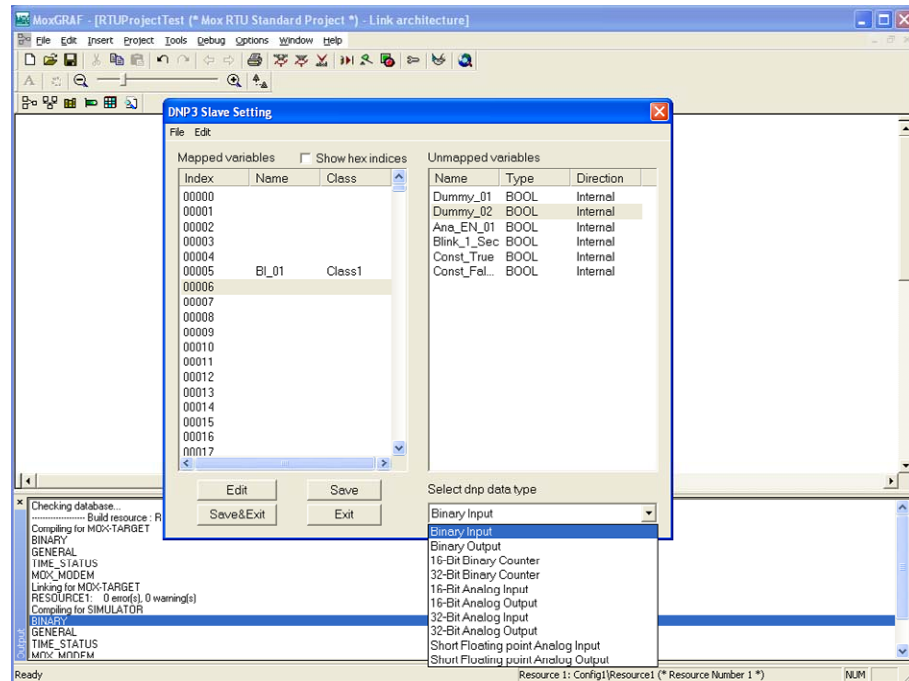 MoxGRAF - [RTUProjectTest (* Mox RTU Standard Project *) - Link architecture]
File Edit Insert Project Tools Debug Options Window Help
DNP3 Slave Setting
File Edit
Mapped variables Show hex indices Unmapped variables
Index Name Class Name Type Direction
00000 Dummy_01 BOOL Internal
00001 Dummy_02 BOOL Internal
00002 Ana_EN_01 BOOL Internal
00003 Blink_1_Sec BOOL Internal
00004 Const_True BOOL Internal
00005 BI_01 Class1 Const_Fal... BOOL Internal
00006
00007
00008
00009
00010
00011
00012
00013
00014
00015
00016
00017
Edit Save Select dnp data type
Save&Exit Exit Binary Input
Binary Input
Binary Output
16-Bit Binary Counter
32-Bit Binary Counter
16-Bit Analog Input
16-Bit Analog Output
32-Bit Analog Input
32-Bit Analog Output
Short Floating point Analog Input
Short Floating point Analog Output
Checking database...
-------------------- Build resource : R
Compiling for MOX-TARGET
BINARY
GENERAL
TIME_STATUS
MOX_MODEM
Linking for MOX-TARGET
RESOURCE1: 0 error(s), 0 warning(s)
Compiling for SIMULATOR
BINARY
GENERAL
TIME_STATUS
MOX_MODEM
Output
Ready Resource 1: Config1\Resource1 (* Resource Number 1 *) NUM